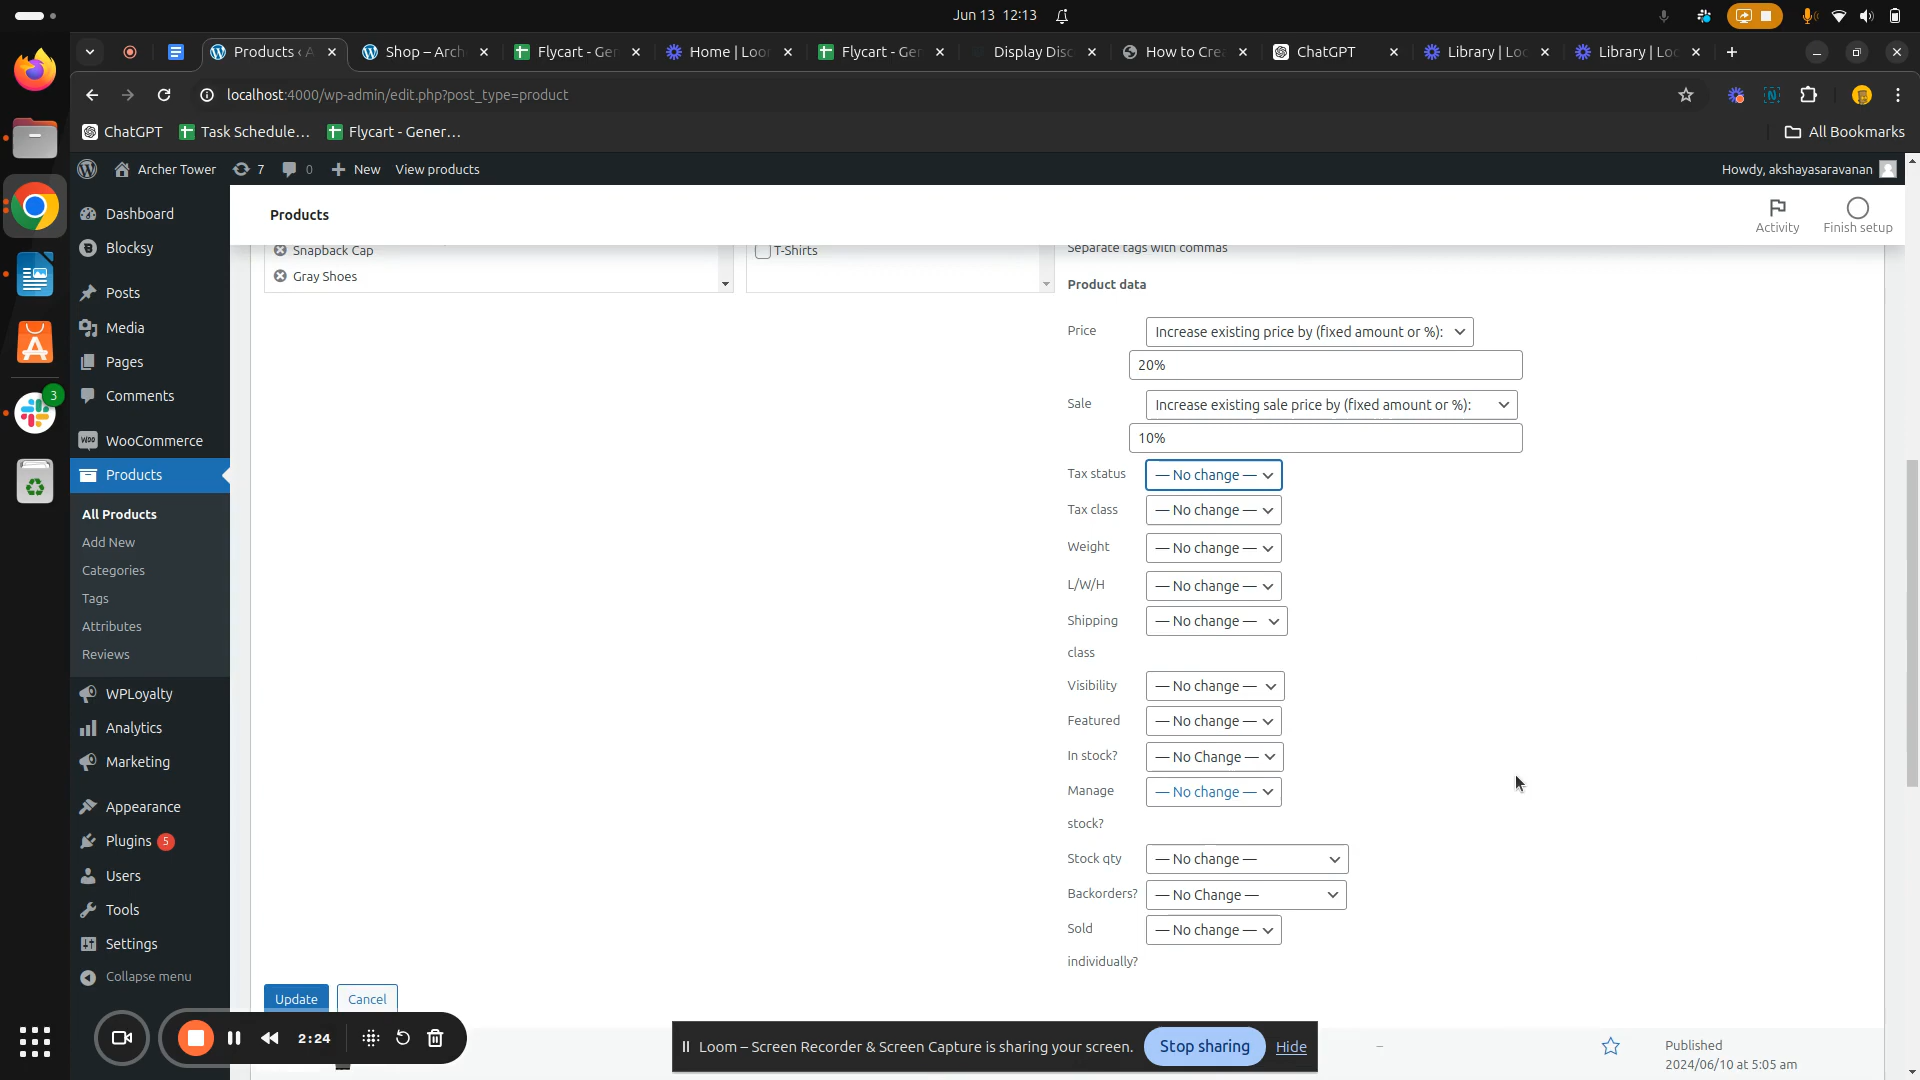 Jun 13 12:13
Products ‹ A
Shop – Arch
Flycart - Ger
Home | Loo
Flycart - Ger
Display Disc
How to Crea
ChatGPT
Library | Loc
Library | Loc
localhost:4000/wp-admin/edit.php?post_type=product
ChatGPT
Task Schedule...
Flycart - Gener...
All Bookmarks
Archer Tower
7
0
New
View products
Howdy, akshayasaravanan
Products
Activity
Finish setup
Dashboard
Blocksy
Posts
Media
Pages
Comments
WooCommerce
Products
All Products
Add New
Categories
Tags
Attributes
Reviews
WPLoyalty
Analytics
Marketing
Appearance
Plugins 5
Users
Tools
Settings
Collapse menu
3
Snapback Cap
Gray Shoes
T-Shirts
Separate tags with commas
Product data
Price
Increase existing price by (fixed amount or %):
20%
Sale
Increase existing sale price by (fixed amount or %):
10%
Tax status
— No change —
Tax class
— No change —
Weight
— No change —
L/W/H
— No change —
Shipping class
— No change —
Visibility
— No change —
Featured
— No change —
In stock?
— No Change —
Manage stock?
— No change —
Stock qty
— No change —
Backorders?
— No Change —
Sold individually?
— No change —
Update
Cancel
2:24
Loom – Screen Recorder & Screen Capture is sharing your screen.
Stop sharing
Hide
–
Published
2024/06/10 at 5:05 am